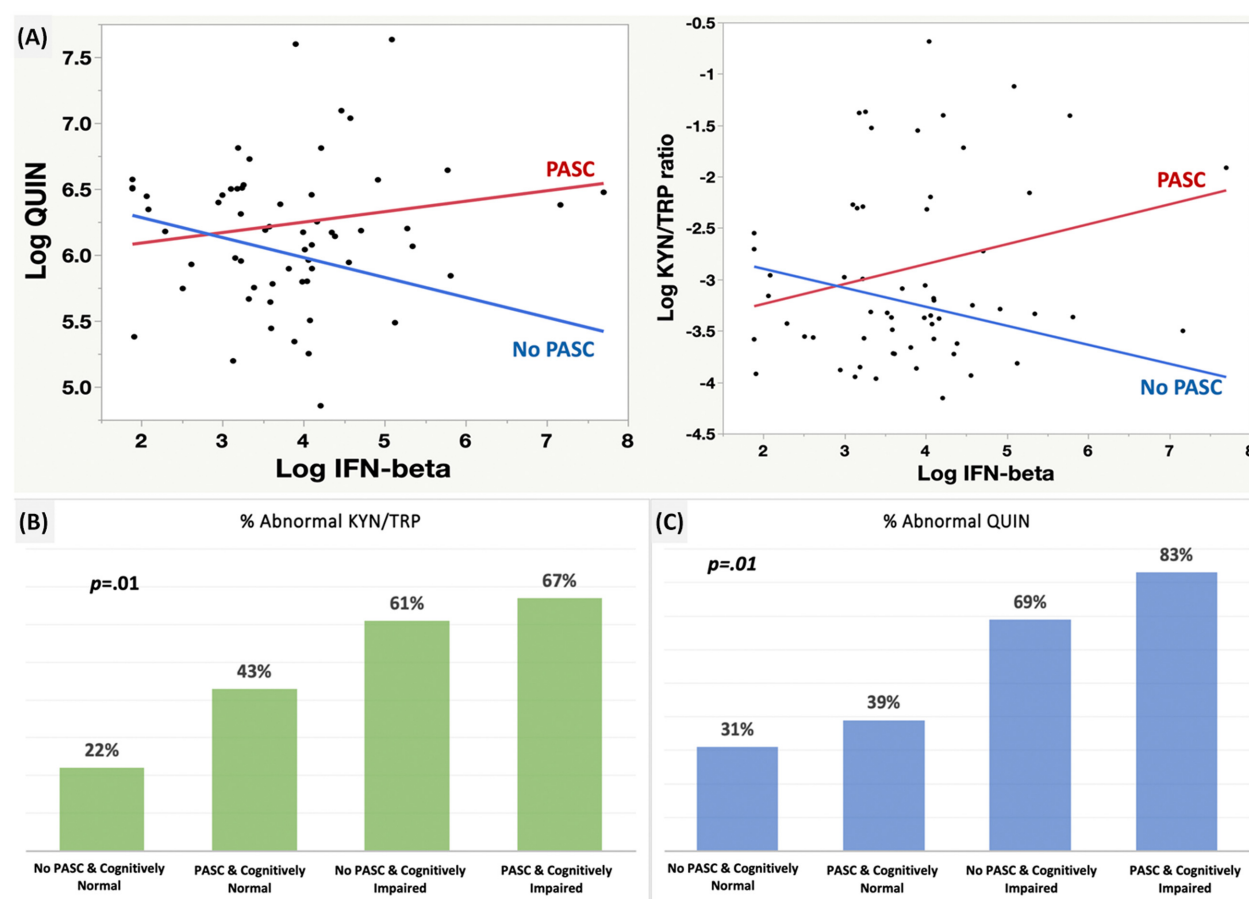 (A)
Log QUIN
7.5
7.0
6.5
6.0
5.5
5.0
PASC
No PASC
2 3 4 5 6 7 8
Log IFN-beta
Log KYN/TRP ratio
-0.5
-1
-1.5
-2
-2.5
-3
-3.5
-4
-4.5
PASC
No PASC
2 3 4 5 6 7 8
Log IFN-beta
(B)
% Abnormal KYN/TRP
p=.01
22%
43%
61%
67%
No PASC & Cognitively
Normal
PASC & Cognitively
Normal
No PASC & Cognitively
Impaired
PASC & Cognitively
Impaired
(C)
% Abnormal QUIN
p=.01
31%
39%
69%
83%
No PASC & Cognitively
Normal
PASC & Cognitively
Normal
No PASC & Cognitively
Impaired
PASC & Cognitively
Impaired